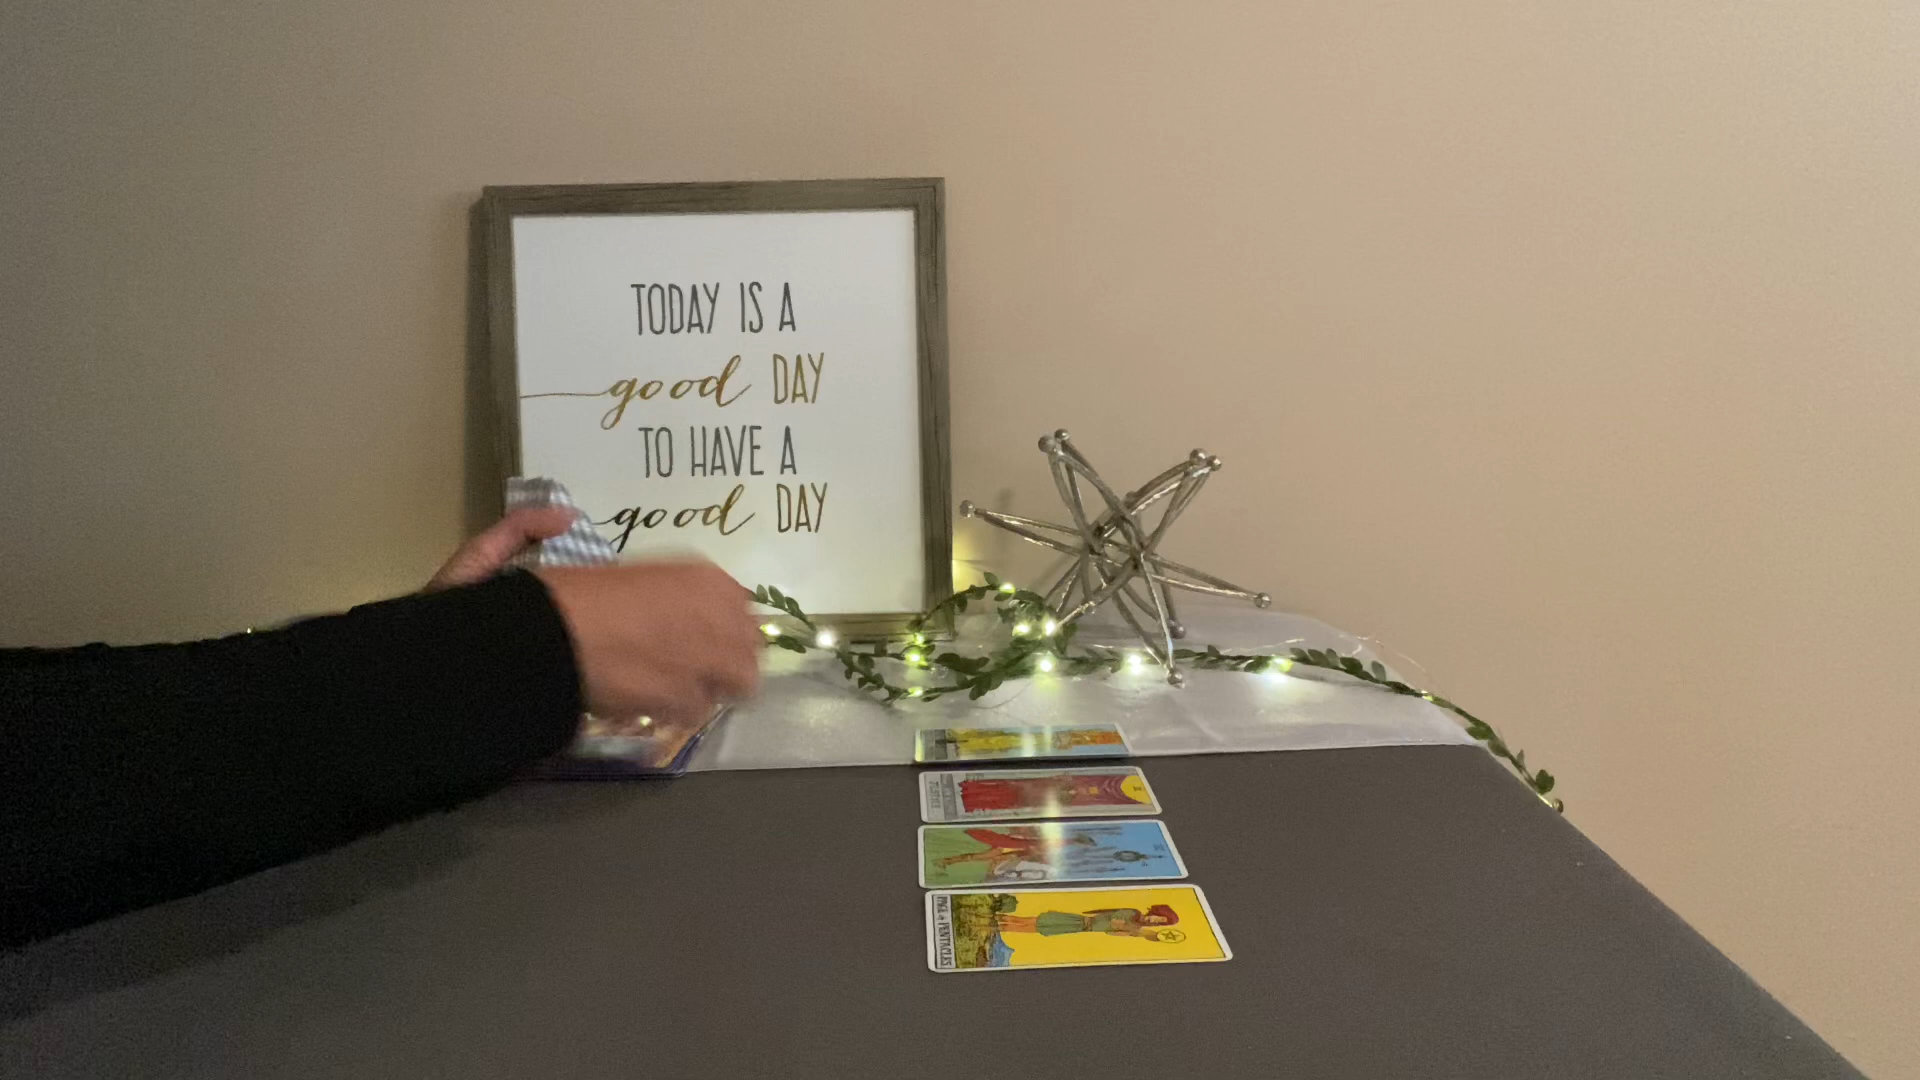 TODAY IS A
good DAY
TO HAVE A
good DAY
PAGE of PENTACLES